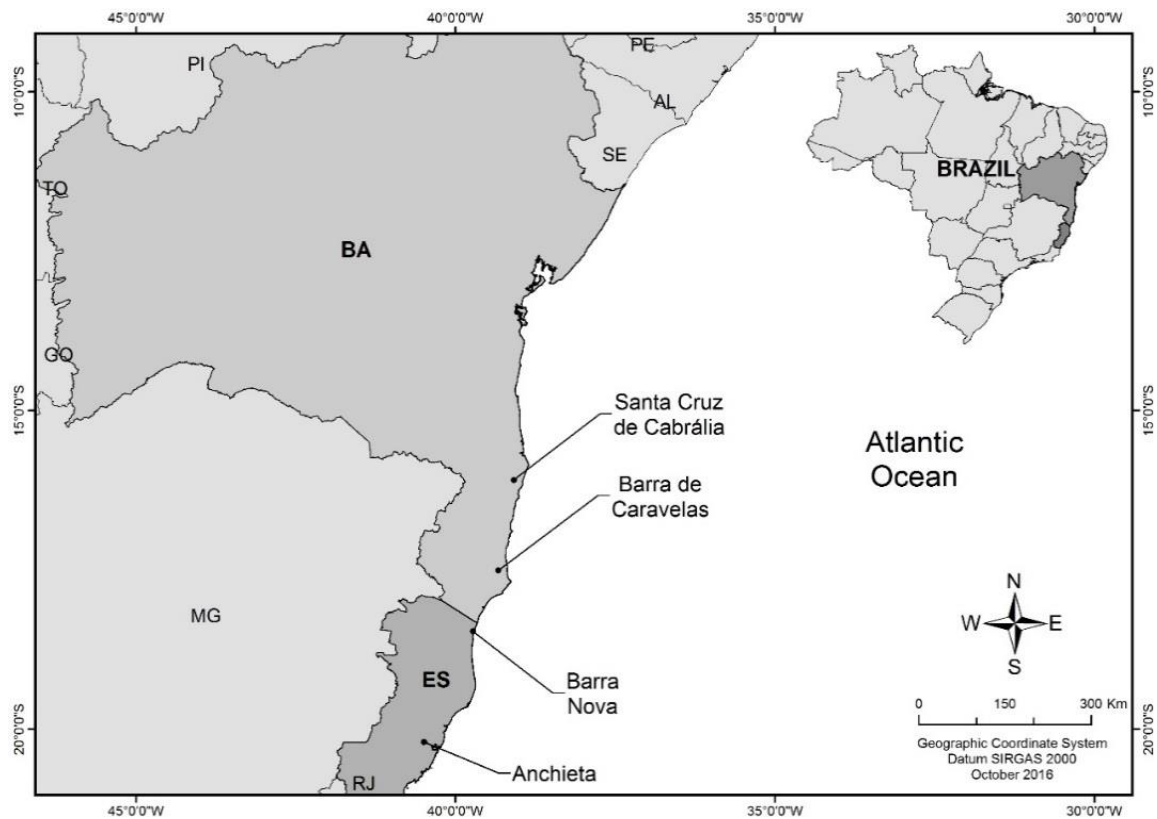 45°0'0"W 40°0'0"W 35°0'0"W 30°0'0"W
10°0'0"S
10°0'0"S
PI
PE
AL
SE
TO
BA
GO
BRAZIL
15°0'0"S
15°0'0"S
Santa Cruz
de Cabrália
Barra de
Caravelas
Atlantic
Ocean
MG
ES
Barra
Nova
Anchieta
RJ
N
W E
S
0 150 300 Km
20°0'0"S
20°0'0"S
Geographic Coordinate System
Datum SIRGAS 2000
October 2016
45°0'0"W 40°0'0"W 35°0'0"W 30°0'0"W